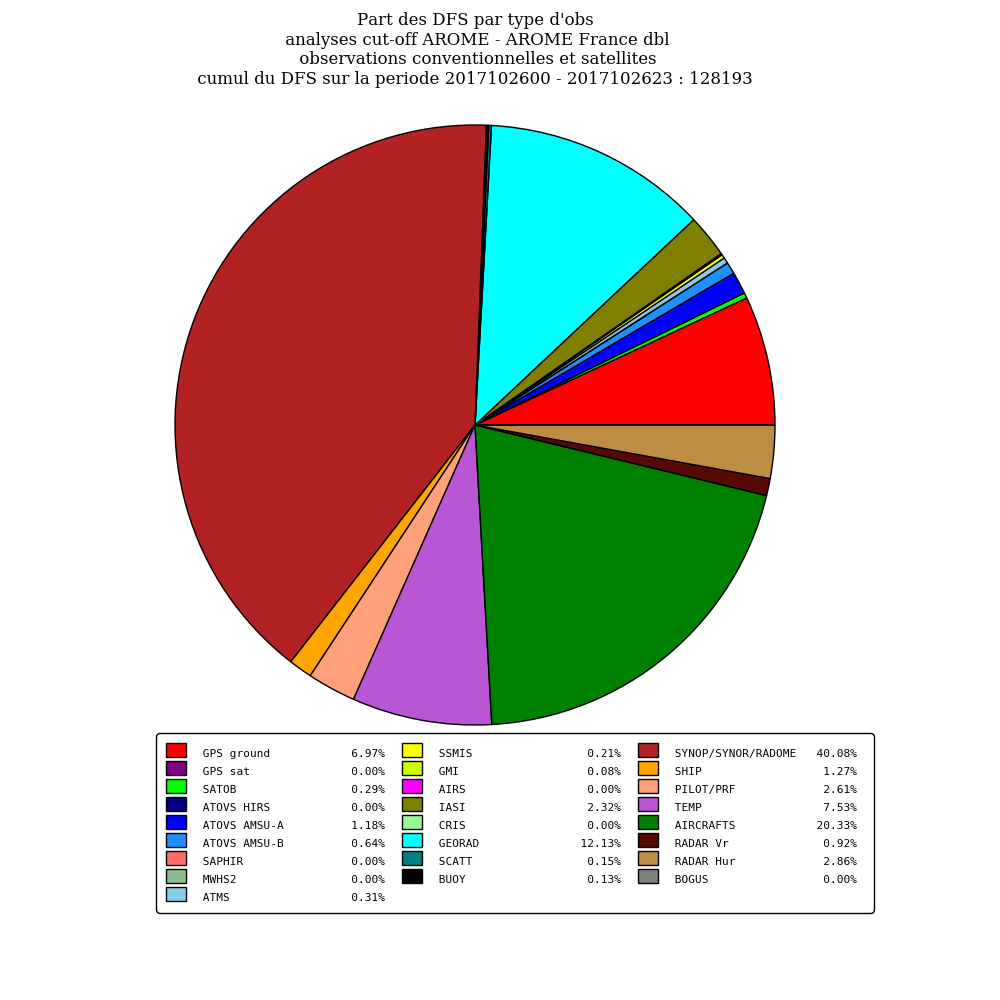 Part des DFS par type d'obs
analyses cut-off AROME - AROME France dbl
observations conventionnelles et satellites
cumul du DFS sur la periode 2017102600 - 2017102623 : 128193
GPS ground 6.97%
GPS sat 0.00%
SATOB 0.29%
ATOVS HIRS 0.00%
ATOVS AMSU-A 1.18%
ATOVS AMSU-B 0.64%
SAPHIR 0.00%
MWHS2 0.00%
ATMS 0.31%
SSMIS 0.21%
GMI 0.08%
AIRS 0.00%
IASI 2.32%
CRIS 0.00%
GEORAD 12.13%
SCATT 0.15%
BUOY 0.13%
SYNOP/SYNOR/RADOME 40.08%
SHIP 1.27%
PILOT/PRF 2.61%
TEMP 7.53%
AIRCRAFTS 20.33%
RADAR Vr 0.92%
RADAR Hur 2.86%
BOGUS 0.00%